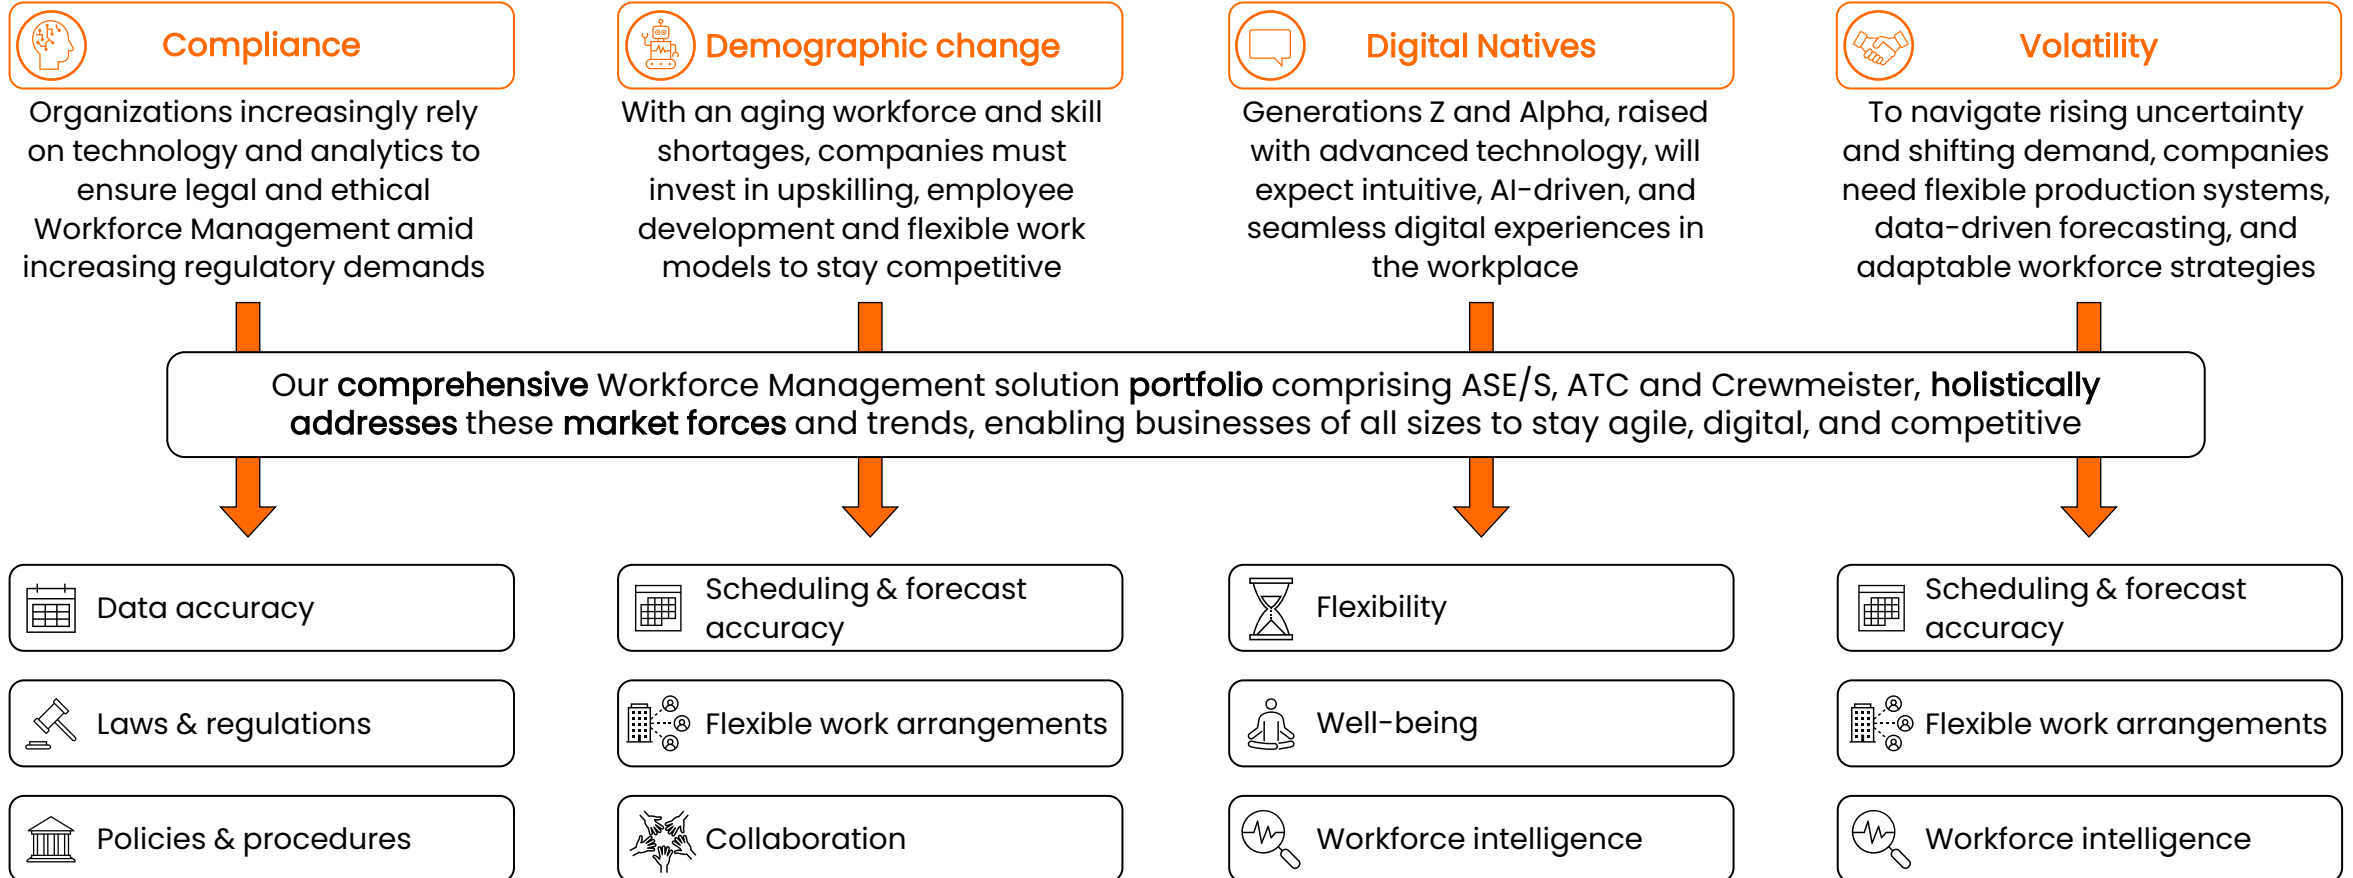 Compliance
Organizations increasingly rely
on technology and analytics to
ensure legal and ethical
Workforce Management amid
increasing regulatory demands
Demographic change
With an aging workforce and skill
shortages, companies must
invest in upskilling, employee
development and flexible work
models to stay competitive
Digital Natives
Generations Z and Alpha, raised
with advanced technology, will
expect intuitive, AI-driven, and
seamless digital experiences in
the workplace
Volatility
To navigate rising uncertainty
and shifting demand, companies
need flexible production systems,
data-driven forecasting, and
adaptable workforce strategies
Our comprehensive Workforce Management solution portfolio comprising ASE/S, ATC and Crewmeister, holistically
addresses these market forces and trends, enabling businesses of all sizes to stay agile, digital, and competitive
Data accuracy
Laws & regulations
Policies & procedures
Scheduling & forecast
accuracy
Flexible work arrangements
Collaboration
Flexibility
Well-being
Workforce intelligence
Scheduling & forecast
accuracy
Flexible work arrangements
Workforce intelligence